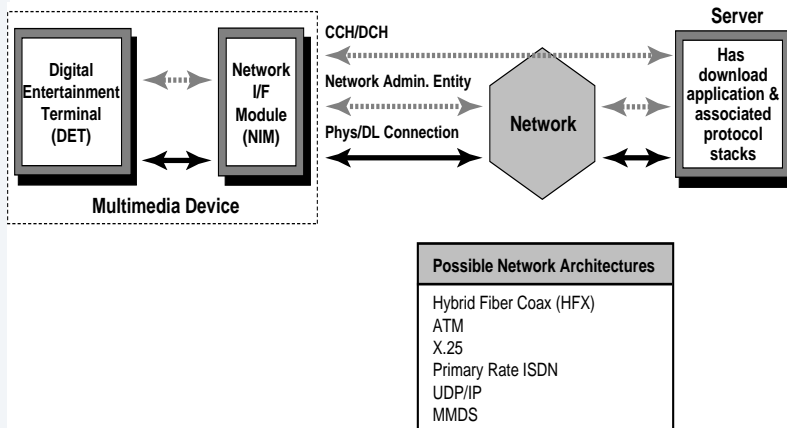 Server
CCH/DCH
Digital
Entertainment
Terminal
(DET)
Network
I/F
Module
(NIM)
Network Admin. Entity
Phys/DL Connection
Network
Has
download
application &
associated
protocol
stacks
Multimedia Device
Possible Network Architectures
Hybrid Fiber Coax (HFX)
ATM
X.25
Primary Rate ISDN
UDP/IP
MMDS